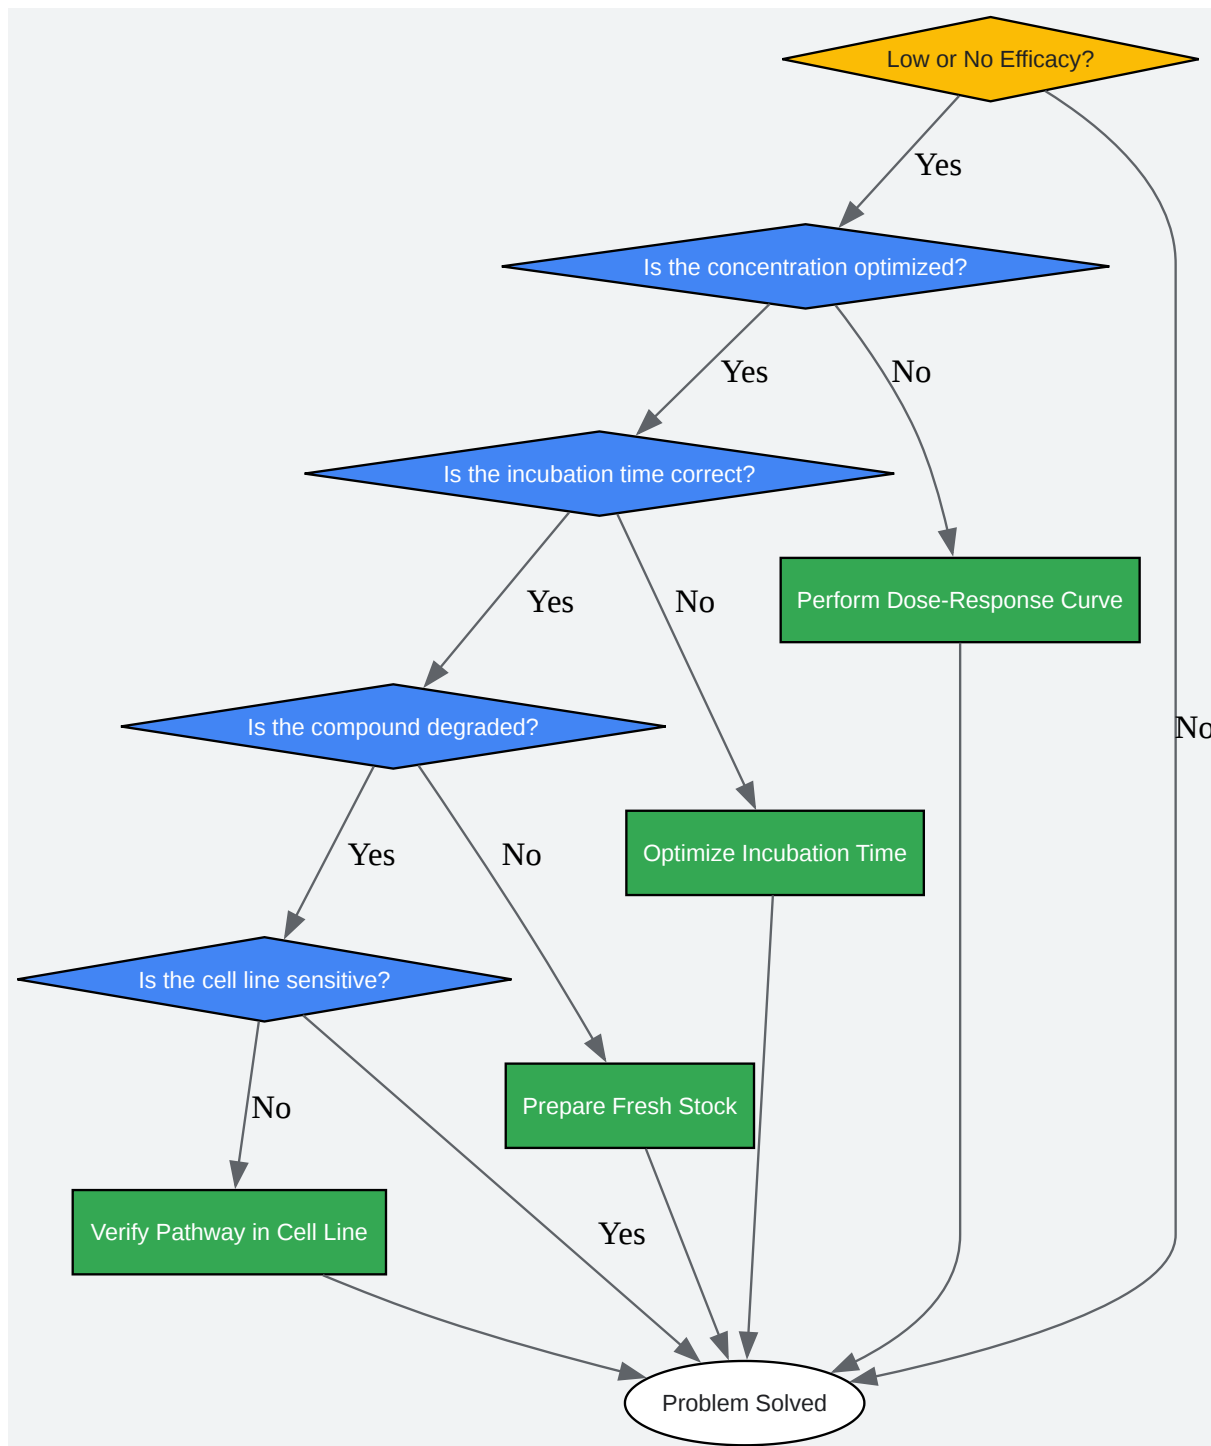 Low or No Efficacy?
Yes
Is the concentration optimized?
Yes
No
Is the incubation time correct?
Yes
No
Perform Dose-Response Curve
Is the compound degraded?
No
Yes
No
Optimize Incubation Time
Is the cell line sensitive?
No
Prepare Fresh Stock
Verify Pathway in Cell Line
Yes
Problem Solved